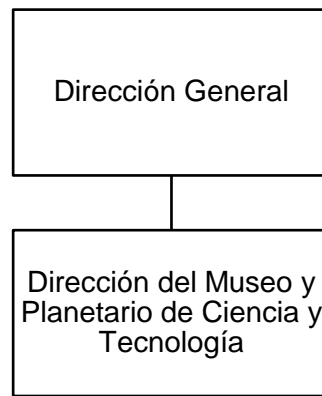 Dirección General
Dirección del Museo y
Planetario de Ciencia y
Tecnología